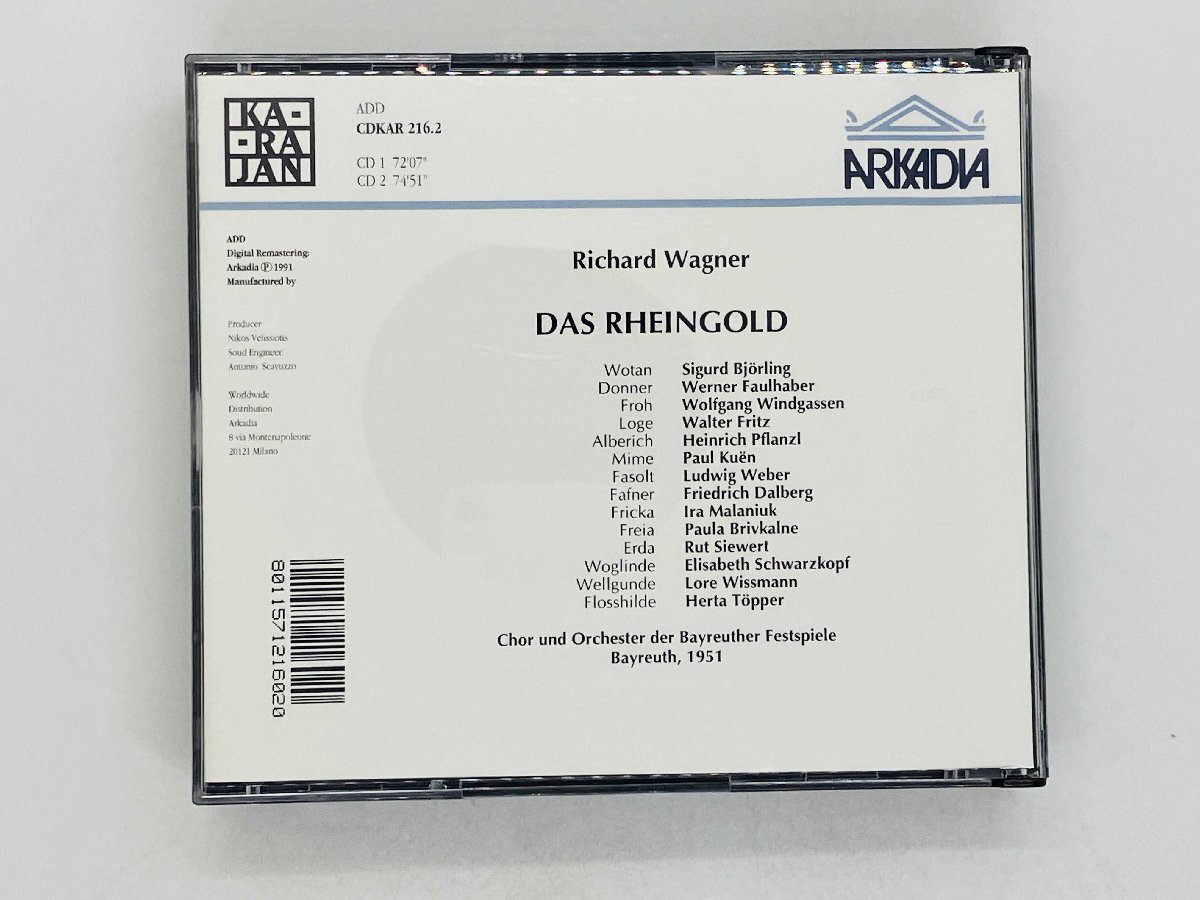 KA-
-RA
JAN
ADD
CDKAR 216.2
CD 1 72'07"
CD 2 74'51"
ARKADIA
ADD
Digital Remastering:
Arkadia Ⓟ 1991
Manufactured by
Producer
Nikos Velissiotis
Soud Engineer:
Antonio Scavuzzo
Worldwide
Distribution
Arkadia
8 via Montenapoleone
20121 Milano
Richard Wagner
DAS RHEINGOLD
Wotan Sigurd Björling
Donner Werner Faulhaber
Froh Wolfgang Windgassen
Loge Walter Fritz
Alberich Heinrich Pflanzl
Mime Paul Kuën
Fasolt Ludwig Weber
Fafner Friedrich Dalberg
Fricka Ira Malaniuk
Freia Paula Brivkalne
Erda Rut Siewert
Woglinde Elisabeth Schwarzkopf
Wellgunde Lore Wissmann
Flosshilde Herta Töpper
Chor und Orchester der Bayreuther Festspiele
Bayreuth, 1951
8011571216020